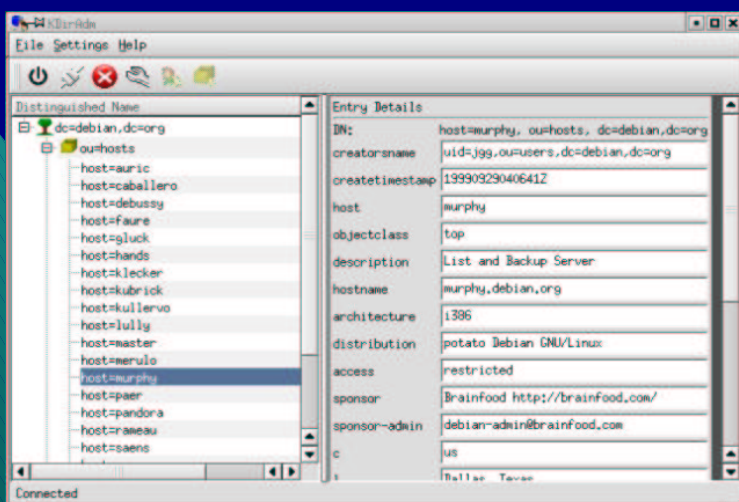 KDirAdm
File Settings Help
Distinguished Name
dc=debian,dc=org
ou=hosts
host=auric
host=caballero
host=debussy
host=faure
host=gluck
host=hands
host=klecker
host=kubrick
host=kullervo
host=lully
host=master
host=merulo
host=murphy
host=paer
host=pandora
host=rameau
host=saens
Entry Details
DN: host=murphy, ou=hosts, dc=debian,dc=org
creatorsname uid=jgg,ou=users,dc=debian,dc=org
createtimestamp 19990929040641Z
host murphy
objectclass top
description List and Backup Server
hostname murphy.debian.org
architecture i386
distribution potato Debian GNU/Linux
access restricted
sponsor Brainfood http://brainfood.com/
sponsor-admin debian-admin@brainfood.com
c us
l Dallas, Texas
Connected